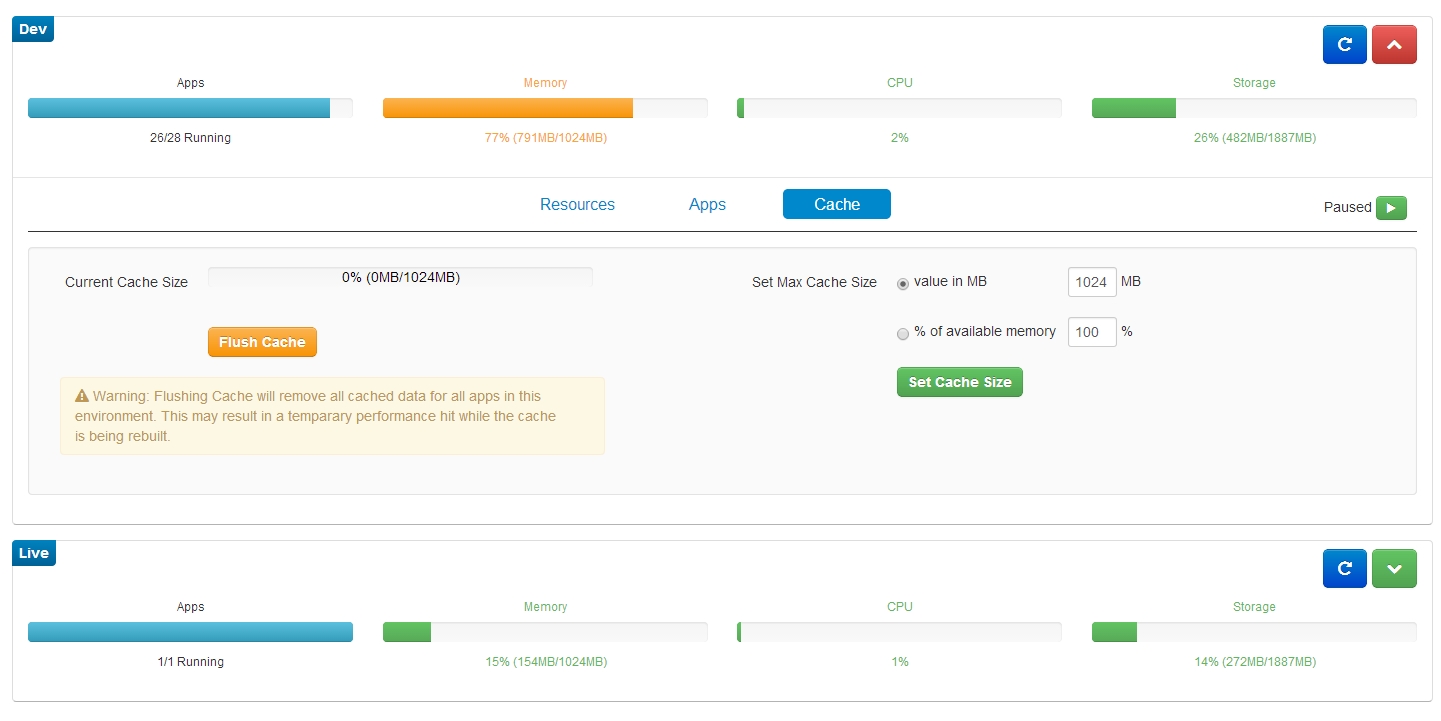 Dev
Apps Memory CPU Storage
26/28 Running 77% (791MB/1024MB) 2% 26% (482MB/1887MB)
Resources Apps Cache Paused
Current Cache Size 0% (0MB/1024MB) Set Max Cache Size value in MB 1024 MB
% of available memory 100 %
Flush Cache
Set Cache Size
Warning: Flushing Cache will remove all cached data for all apps in this
environment. This may result in a temparary performance hit while the cache
is being rebuilt.
Live
Apps Memory CPU Storage
1/1 Running 15% (154MB/1024MB) 1% 14% (272MB/1887MB)